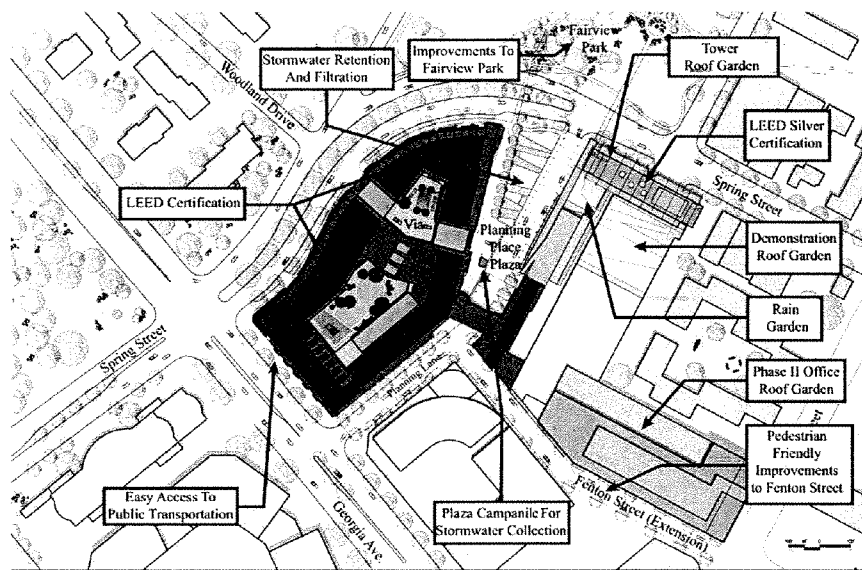 Stormwater Retention
And Filtration
Improvements To
Fairview Park
Fairview
Park
Tower
Roof Garden
Woodland Drive
LEED Silver
Certification
LEED Certification
Spring Street
Planning
Place
Plaza
Demonstration
Roof Garden
Rain
Garden
Spring Street
Planning Lane
Phase II Office
Roof Garden
Pedestrian
Friendly
Improvements
to Fenton Street
Easy Access To
Public Transportation
Georgia Ave.
Plaza Campanile For
Stormwater Collection
Fenton Street (Extension)